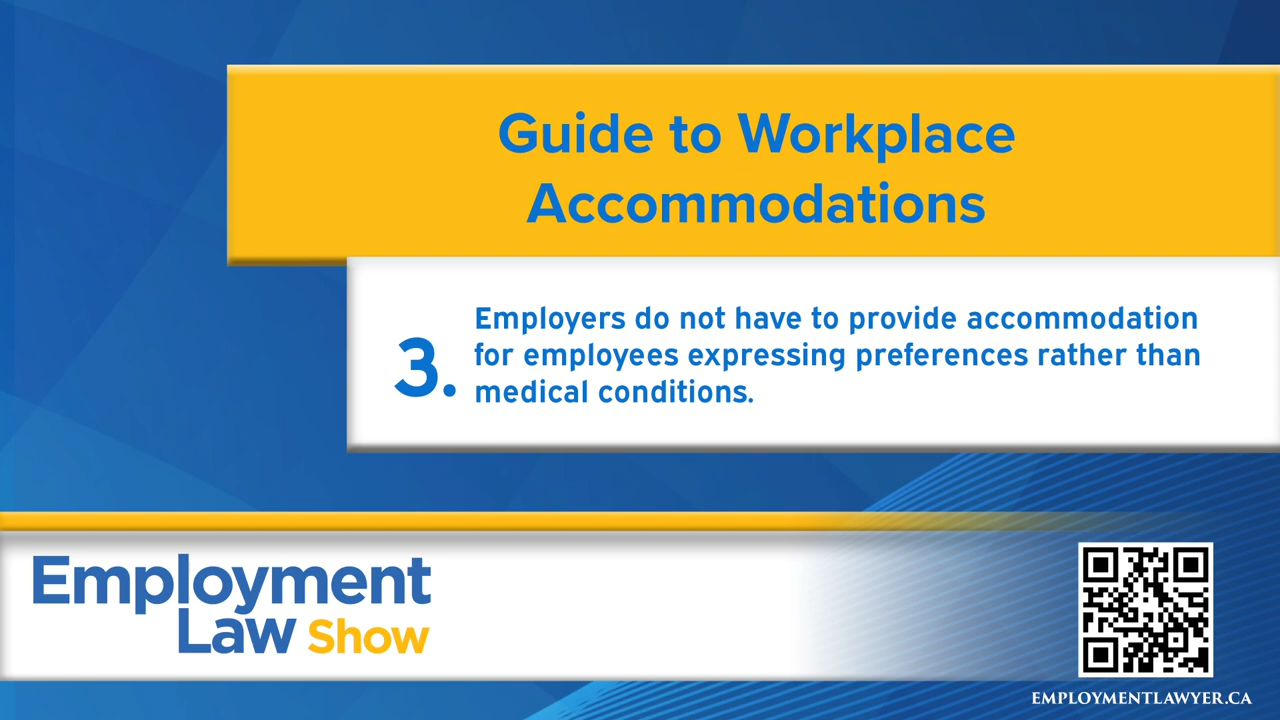 Guide to Workplace
Accommodations
3.
Employers do not have to provide accommodation
for employees expressing preferences rather than
medical conditions.
Employment
Law Show
EMPLOYMENTLAWYER.CA